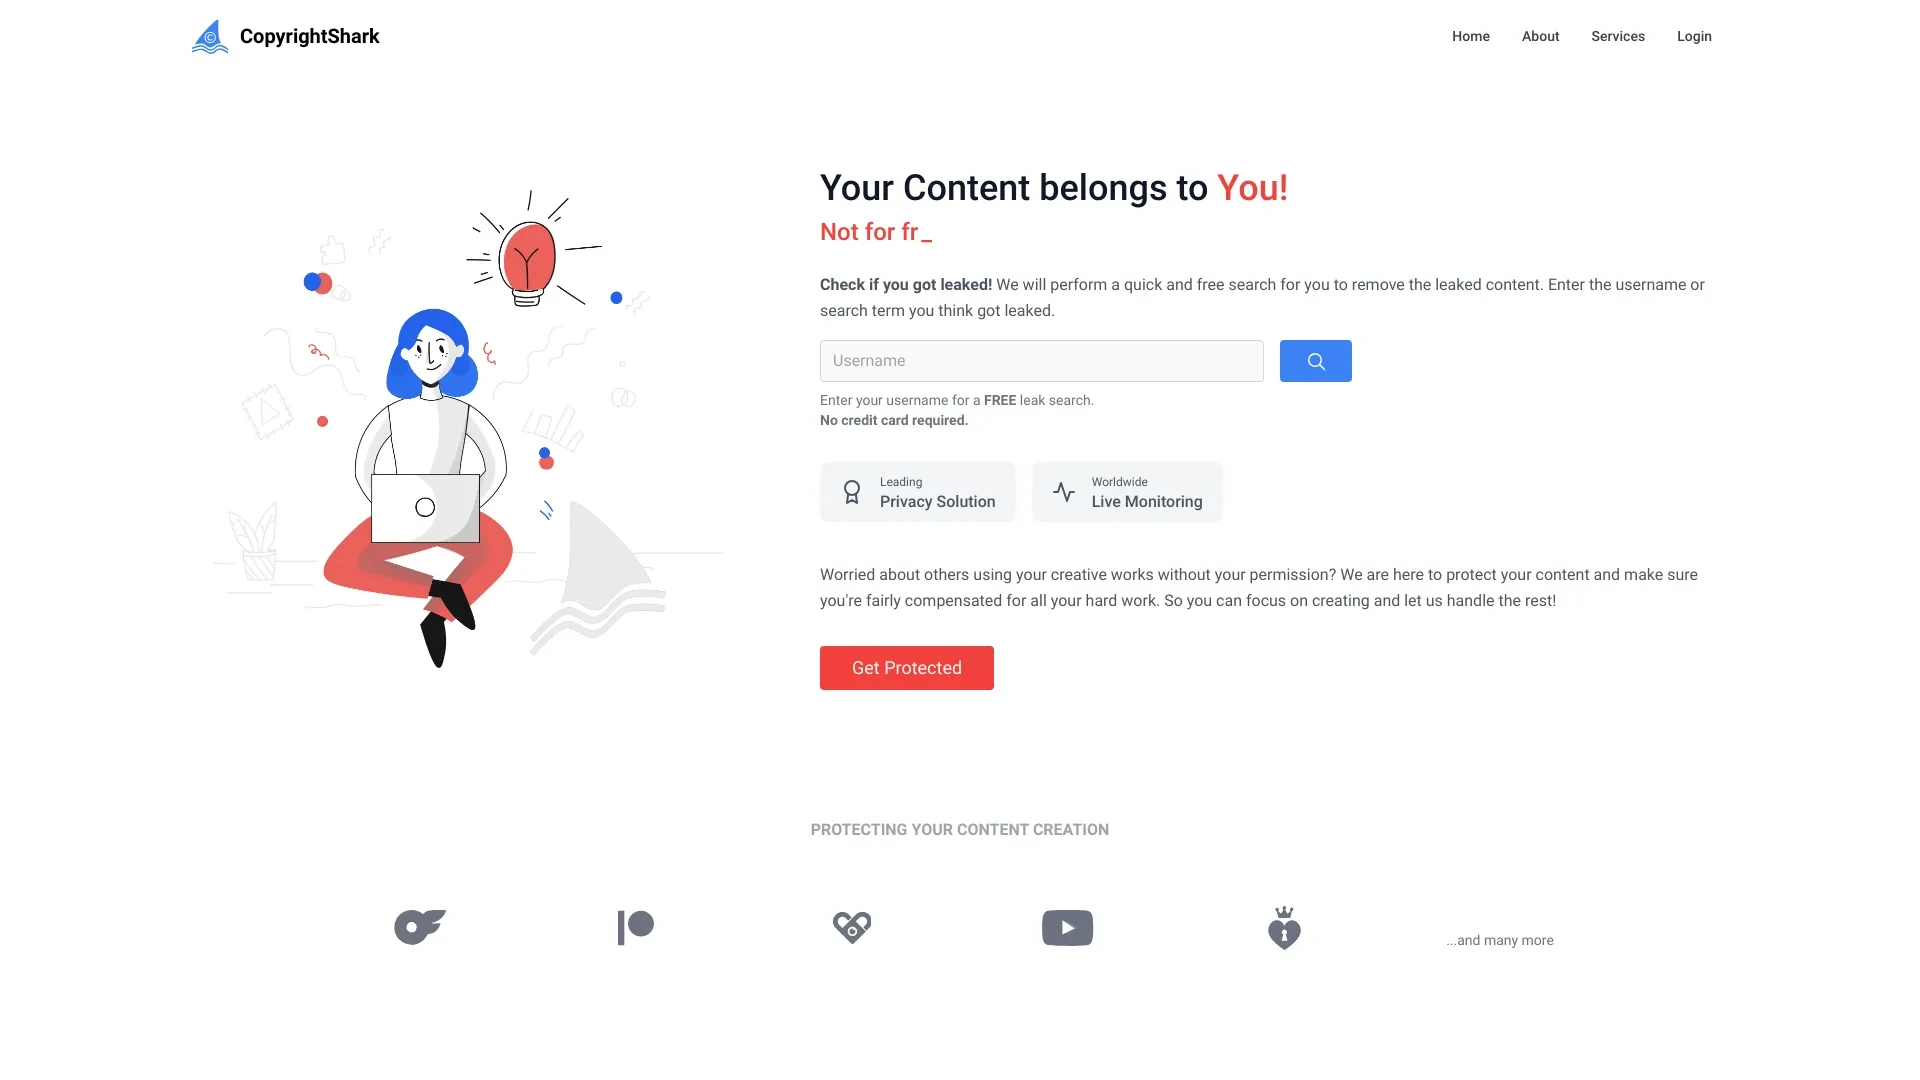 CopyrightShark
Home
About
Services
Login
Your Content belongs to You!
Not for fr_
Check if you got leaked! We will perform a quick and free search for you to remove the leaked content. Enter the username or
search term you think got leaked.
Username
Enter your username for a FREE leak search.
No credit card required.
Leading
Privacy Solution
Worldwide
Live Monitoring
Worried about others using your creative works without your permission? We are here to protect your content and make sure
you're fairly compensated for all your hard work. So you can focus on creating and let us handle the rest!
Get Protected
PROTECTING YOUR CONTENT CREATION
...and many more